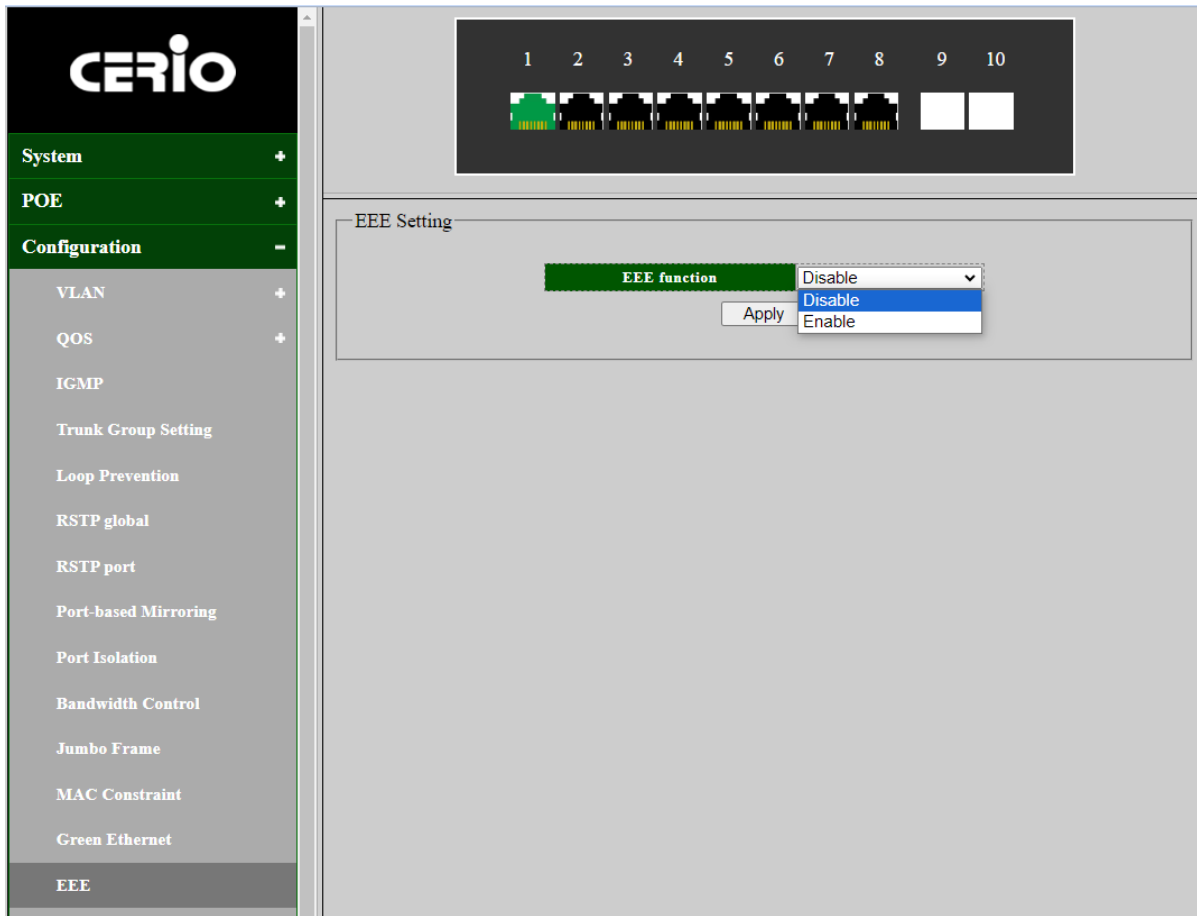 CERIO
System
POE
Configuration
VLAN
QOS
IGMP
Trunk Group Setting
Loop Prevention
RSTP global
RSTP port
Port-based Mirroring
Port Isolation
Bandwidth Control
Jumbo Frame
MAC Constraint
Green Ethernet
EEE
1 2 3 4 5 6 7 8 9 10
EEE Setting
EEE function Disable
Disable
Enable
Apply